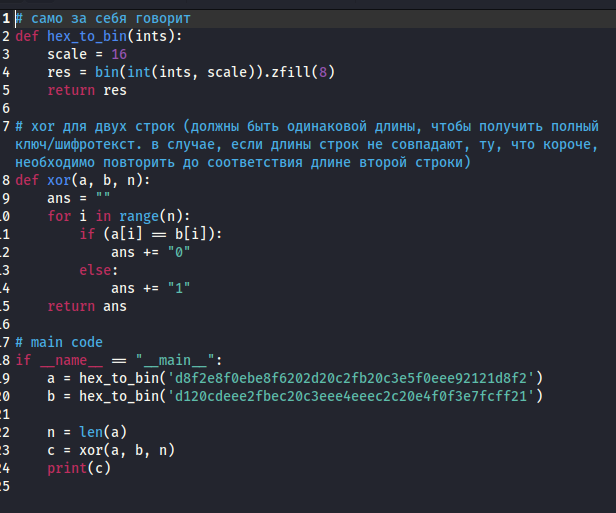 1 # само за себя говорит
2 def hex_to_bin(ints):
3     scale = 16
4     res = bin(int(ints, scale)).zfill(8)
5     return res
6
7 # xor для двух строк (должны быть одинаковой длины, чтобы получить полный
ключ/шифротекст. в случае, если длины строк не совпадают, ту, что короче,
необходимо повторить до соответствия длине второй строки)
8 def xor(a, b, n):
9     ans = ""
10     for i in range(n):
11         if (a[i] == b[i]):
12             ans += "0"
13         else:
14             ans += "1"
15     return ans
16
17 # main code
18 if __name__ == "__main__":
19     a = hex_to_bin('d8f2e8f0ebe8f6202d20c2fb20c3e5f0eee92121d8f2')
20     b = hex_to_bin('d120cdeee2fbec20c3eee4eeec2c20e4f0f3e7fcff21')
21
22     n = len(a)
23     c = xor(a, b, n)
24     print(c)
25